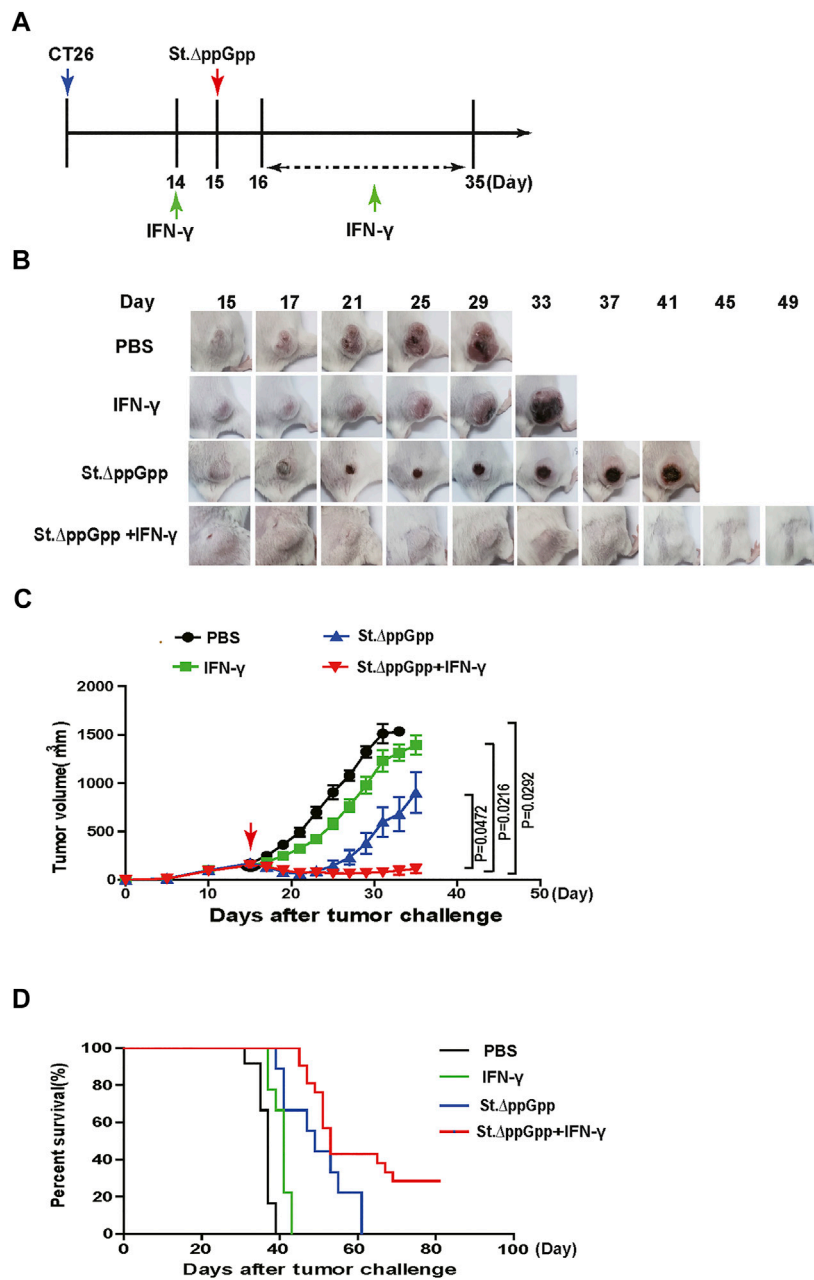 A
CT26 St.ΔppGpp
14 15 16 35(Day)
IFN-γ IFN-γ
B
Day 15 17 21 25 29 33 37 41 45 49
PBS
IFN-γ
St.ΔppGpp
St.ΔppGpp +IFN-γ
C
PBS St.ΔppGpp
IFN-γ St.ΔppGpp+IFN-γ
Tumor volume( mm³ )
2000
1500
1000
500
0
0 10 20 30 40 50 (Day)
Days after tumor challenge
P=0.0472
P=0.0216
P=0.0292
D
Percent survival(%)
100
80
60
40
20
0
0 20 40 60 80 100 (Day)
Days after tumor challenge
PBS
IFN-γ
St.ΔppGpp
St.ΔppGpp+IFN-γ